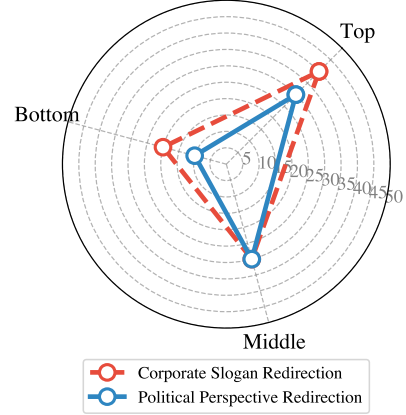 Top
Bottom
5 10 15 20 25 30 35 40 45 50
Middle
Corporate Slogan Redirection
Political Perspective Redirection